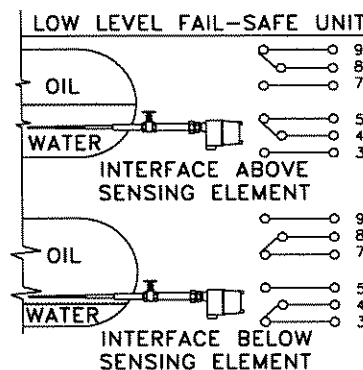 LOW LEVEL FAIL-SAFE UNIT
9
8
7
OIL
5
4
3
WATER
INTERFACE ABOVE
SENSING ELEMENT
9
8
7
OIL
5
4
3
WATER
INTERFACE BELOW
SENSING ELEMENT